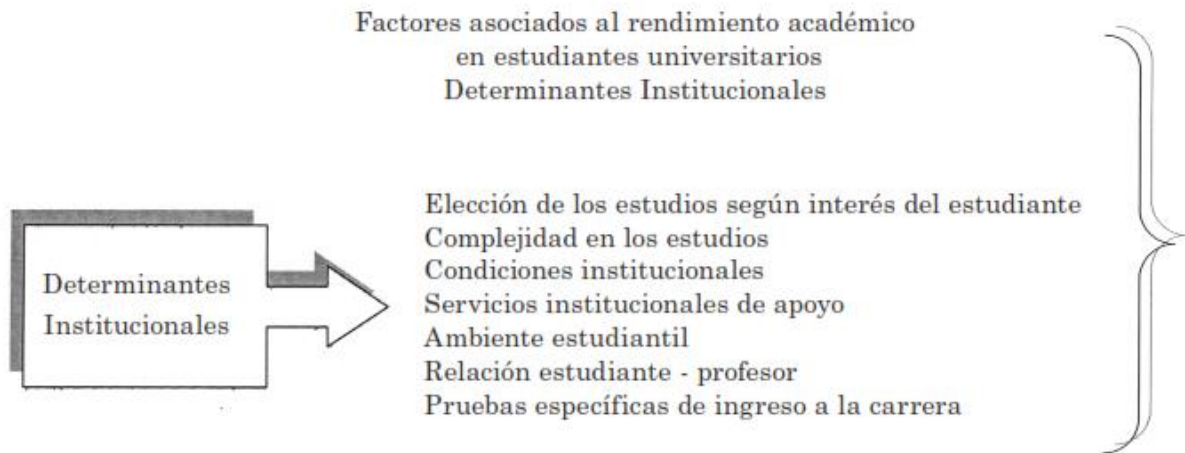 Factores asociados al rendimiento académico
en estudiantes universitarios
Determinantes Institucionales
Determinantes
Institucionales
Elección de los estudios según interés del estudiante
Complejidad en los estudios
Condiciones institucionales
Servicios institucionales de apoyo
Ambiente estudiantil
Relación estudiante - profesor
Pruebas específicas de ingreso a la carrera